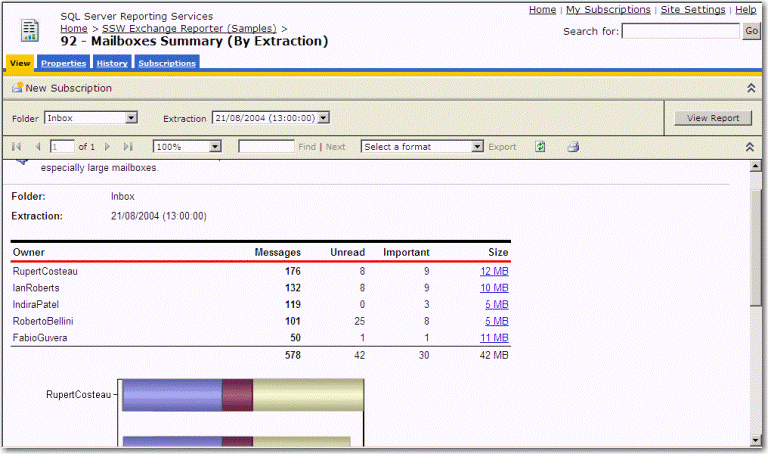 SQL Server Reporting Services
Home | My Subscriptions | Site Settings | Help
Home > SSW Exchange Reporter (Samples) >
92 - Mailboxes Summary (By Extraction)
Search for: Go
View Properties History Subscriptions
New Subscription
Folder Inbox Extraction 21/08/2004 (13:00:00) View Report
1 of 1 100% Find | Next Select a format Export
especially large mailboxes
Folder: Inbox
Extraction: 21/08/2004 (13:00:00)
Owner Messages Unread Important Size
RupertCosteau 176 8 9 12 MB
IanRoberts 132 8 9 10 MB
IndiraPatel 119 0 3 5 MB
RobertoBellini 101 25 8 5 MB
FabioGuvera 50 1 1 11 MB
578 42 30 42 MB
RupertCosteau